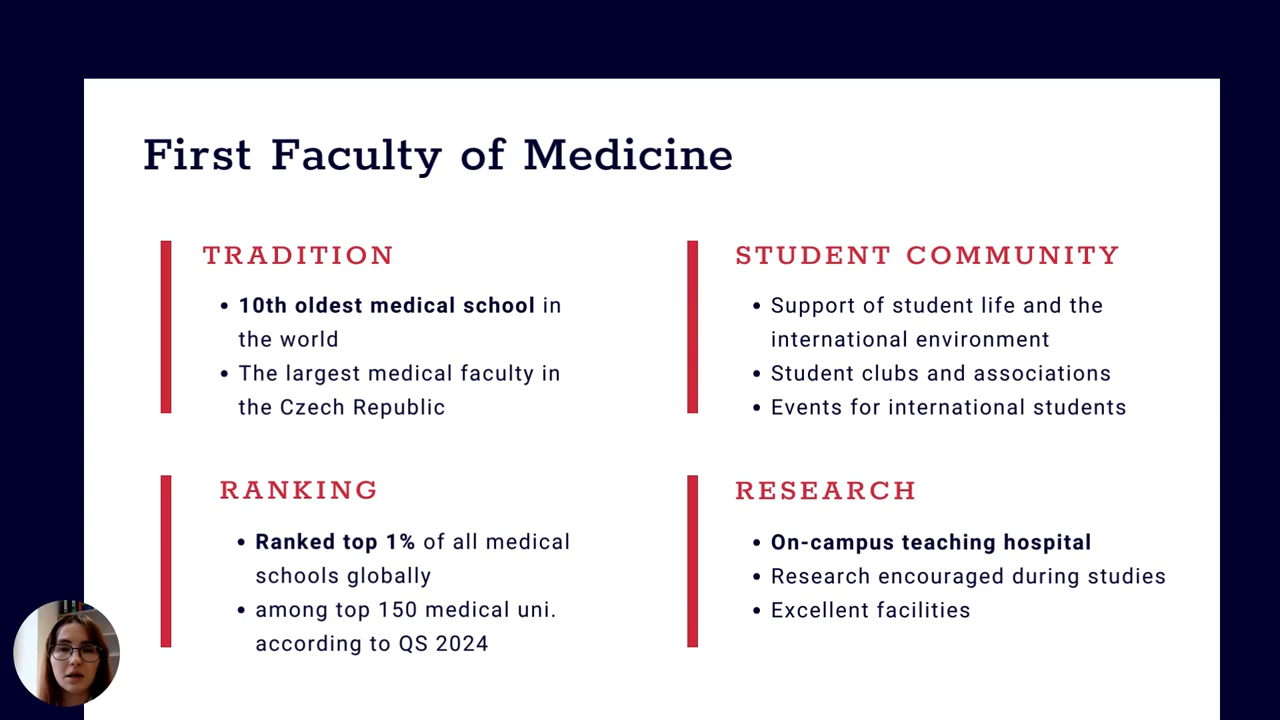 First Faculty of Medicine
TRADITION
• 10th oldest medical school in
the world
• The largest medical faculty in
the Czech Republic
STUDENT COMMUNITY
• Support of student life and the
international environment
• Student clubs and associations
• Events for international students
RANKING
• Ranked top 1% of all medical
schools globally
• among top 150 medical uni.
according to QS 2024
RESEARCH
• On-campus teaching hospital
• Research encouraged during studies
• Excellent facilities